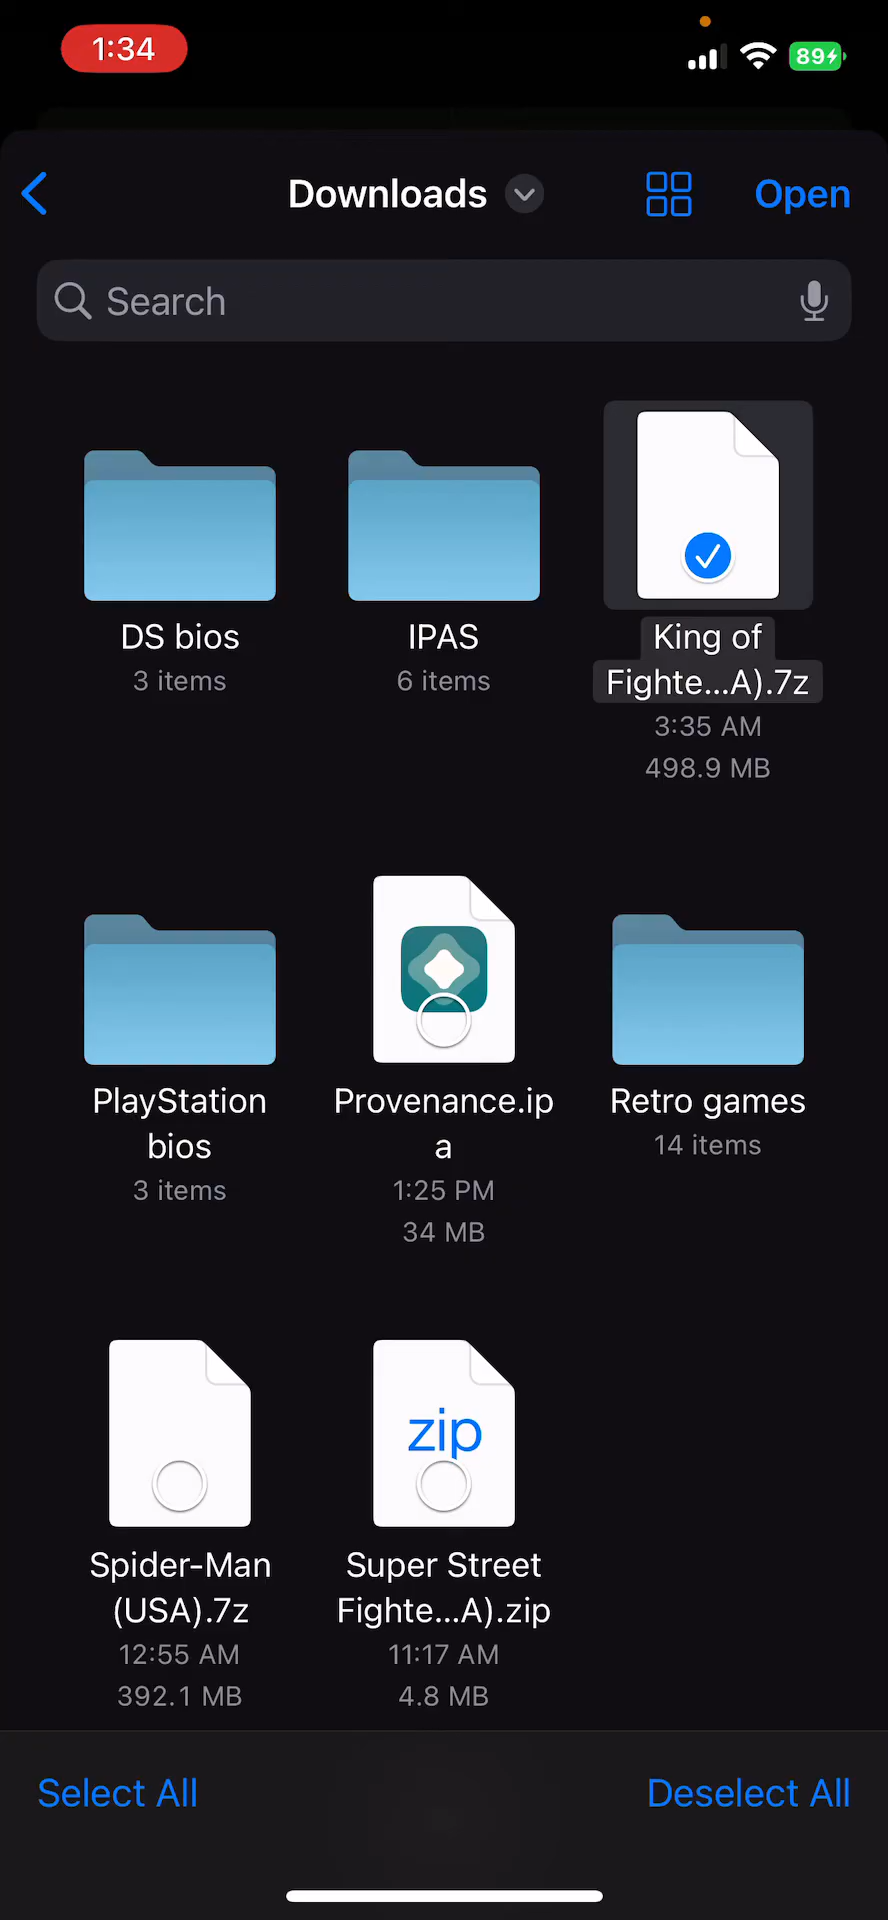 1:34
89
Downloads
Open
Search
DS bios
3 items
IPAS
6 items
King of
Fighte...A).7z
3:35 AM
498.9 MB
PlayStation
bios
3 items
Provenance.ip
a
1:25 PM
34 MB
Retro games
14 items
Spider-Man
(USA).7z
12:55 AM
392.1 MB
zip
Super Street
Fighte...A).zip
11:17 AM
4.8 MB
Select All
Deselect All